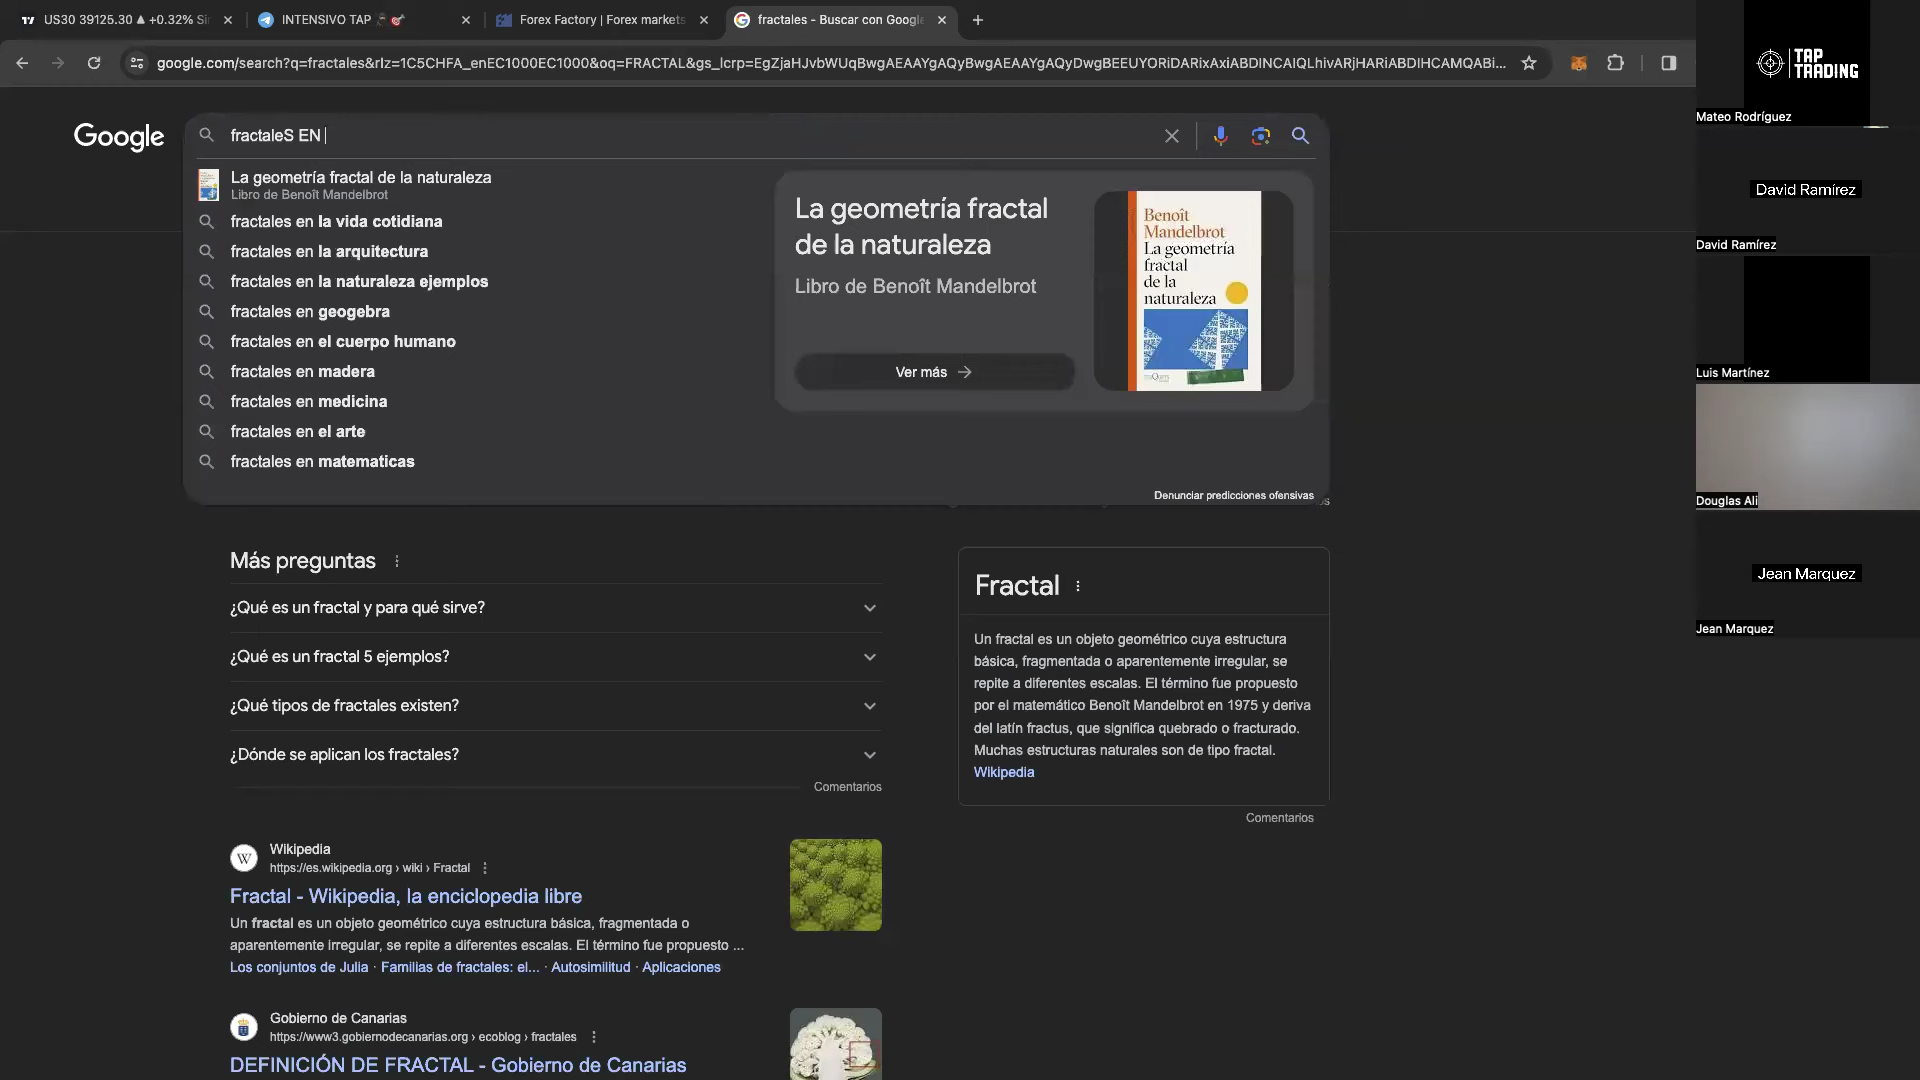 US30 39125.30 ▲ +0.32% Si
INTENSIVO TAP
Forex Factory | Forex markets
fractales - Buscar con Google
google.com/search?q=fractales&rlz=1C5CHFA_enEC1000EC1000&oq=FRACTAL&gs_lcrp=EgZjaHJvbWUqBwgAEAAYgAQyBwgAEAAYgAQyDwgBEEUYORiDARixAxiABDINCAIQLhivARjHARiABDIHCAMQABi...
Google
fractaleS EN
La geometría fractal de la naturaleza
Libro de Benoît Mandelbrot
fractales en la vida cotidiana
fractales en la arquitectura
fractales en la naturaleza ejemplos
fractales en geogebra
fractales en el cuerpo humano
fractales en madera
fractales en medicina
fractales en el arte
fractales en matematicas
La geometría fractal
de la naturaleza
Libro de Benoît Mandelbrot
Ver más
Benoît
Mandelbrot
La geometría
fractal
de la
naturaleza
Denunciar predicciones ofensivas
Más preguntas
¿Qué es un fractal y para qué sirve?
¿Qué es un fractal 5 ejemplos?
¿Qué tipos de fractales existen?
¿Dónde se aplican los fractales?
Comentarios
Fractal
Un fractal es un objeto geométrico cuya estructura
básica, fragmentada o aparentemente irregular, se
repite a diferentes escalas. El término fue propuesto
por el matemático Benoît Mandelbrot en 1975 y deriva
del latín fractus, que significa quebrado o fracturado.
Muchas estructuras naturales son de tipo fractal.
Wikipedia
Comentarios
W
Wikipedia
https://es.wikipedia.org › wiki › Fractal
Fractal - Wikipedia, la enciclopedia libre
Un fractal es un objeto geométrico cuya estructura básica, fragmentada o
aparentemente irregular, se repite a diferentes escalas. El término fue propuesto ...
Los conjuntos de Julia · Familias de fractales: el... · Autosimilitud · Aplicaciones
Gobierno de Canarias
https://www3.gobiernodecanarias.org › ecoblog › fractales
DEFINICIÓN DE FRACTAL - Gobierno de Canarias
TAP
TRADING
Mateo Rodríguez
David Ramírez
David Ramírez
Luis Martínez
Douglas Ali
Jean Marquez
Jean Marquez